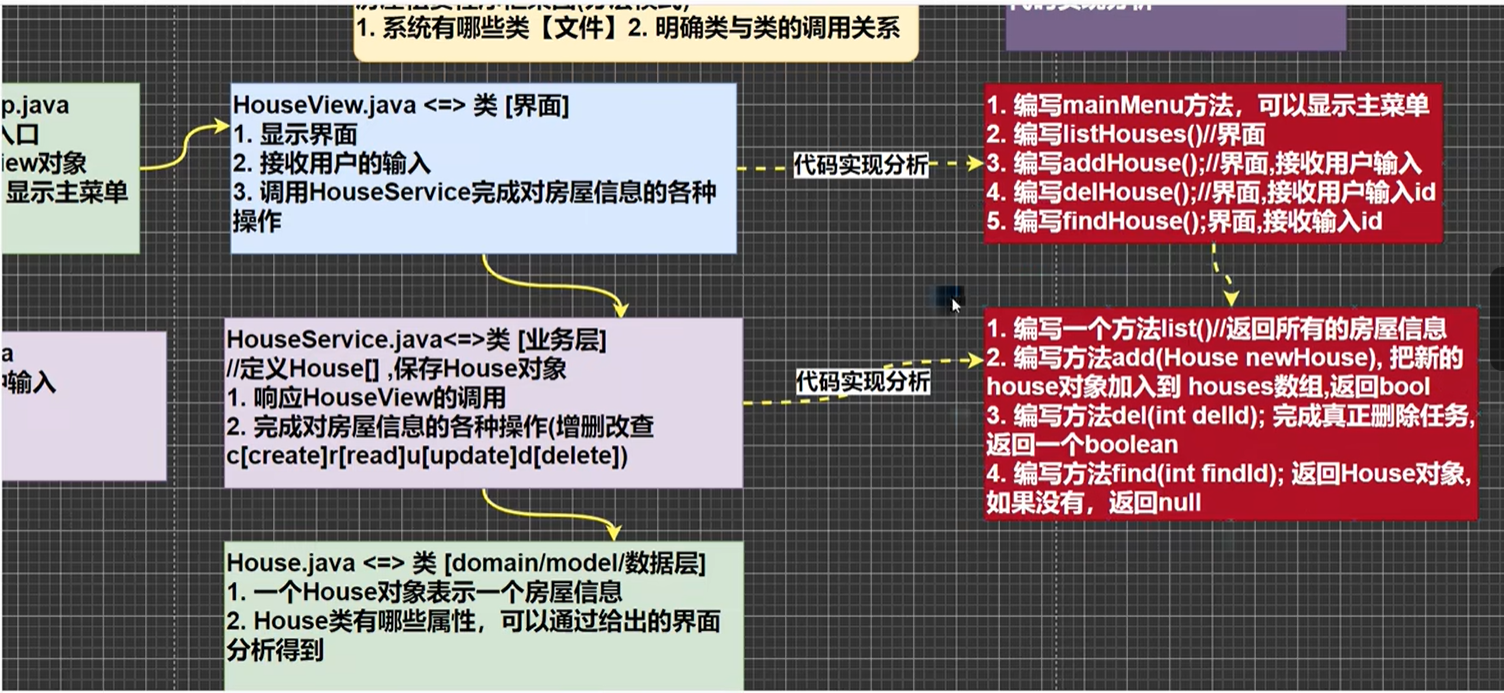 1. 系统有哪些类【文件】2. 明确类与类的调用关系
p.java
入口
iew对象
显示主菜单
HouseView.java <=> 类 [界面]
1. 显示界面
2. 接收用户的输入
3. 调用HouseService完成对房屋信息的各种
操作
代码实现分析
1. 编写mainMenu方法，可以显示主菜单
2. 编写listHouses()//界面
3. 编写addHouse();//界面,接收用户输入
4. 编写delHouse();//界面,接收用户输入id
5. 编写findHouse();界面,接收输入id
a
输入
HouseService.java<=>类 [业务层]
//定义House[] ,保存House对象
1. 响应HouseView的调用
2. 完成对房屋信息的各种操作(增删改查
c[create]r[read]u[update]d[delete])
代码实现分析
1. 编写一个方法list()//返回所有的房屋信息
2. 编写方法add(House newHouse), 把新的
house对象加入到 houses数组,返回bool
3. 编写方法del(int delId); 完成真正删除任务,
返回一个boolean
4. 编写方法find(int findId); 返回House对象,
如果没有，返回null
House.java <=> 类 [domain/model/数据层]
1. 一个House对象表示一个房屋信息
2. House类有哪些属性，可以通过给出的界面
分析得到